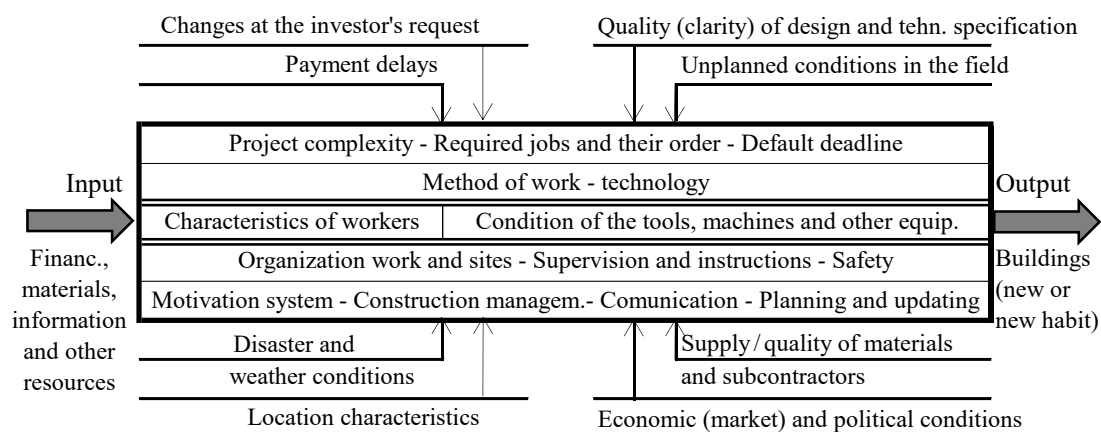 Changes at the investor's request
Quality (clarity) of design and tehn. specification
Payment delays
Unplanned conditions in the field
Project complexity - Required jobs and their order - Default deadline
Method of work - technology
Input
Output
Characteristics of workers
Condition of the tools, machines and other equip.
Organization work and sites - Supervision and instructions - Safety
Motivation system - Construction managem.- Comunication - Planning and updating
Financ.,
materials,
information
and other
resources
Buildings
(new or
new habit)
Disaster and
weather conditions
Supply / quality of materials
and subcontractors
Location characteristics
Economic (market) and political conditions